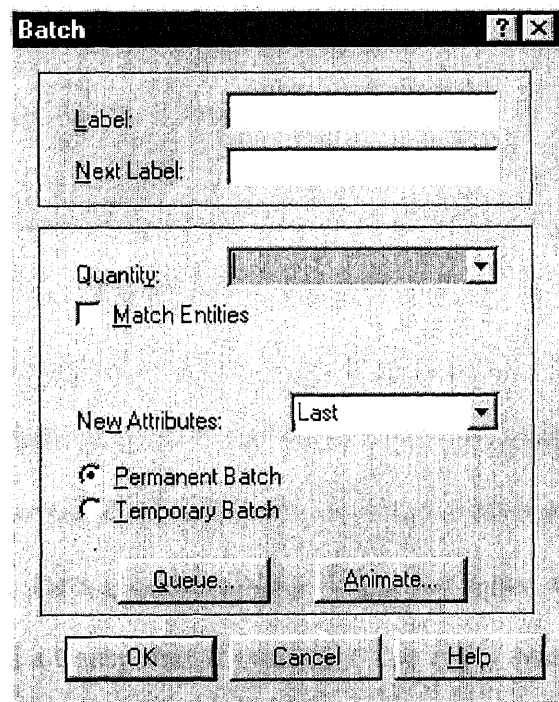 Batch
Label:
Next Label:
Quantity:
Match Entities
New Attributes: Last
Permanent Batch
Temporary Batch
Queue... Animate...
OK Cancel Help